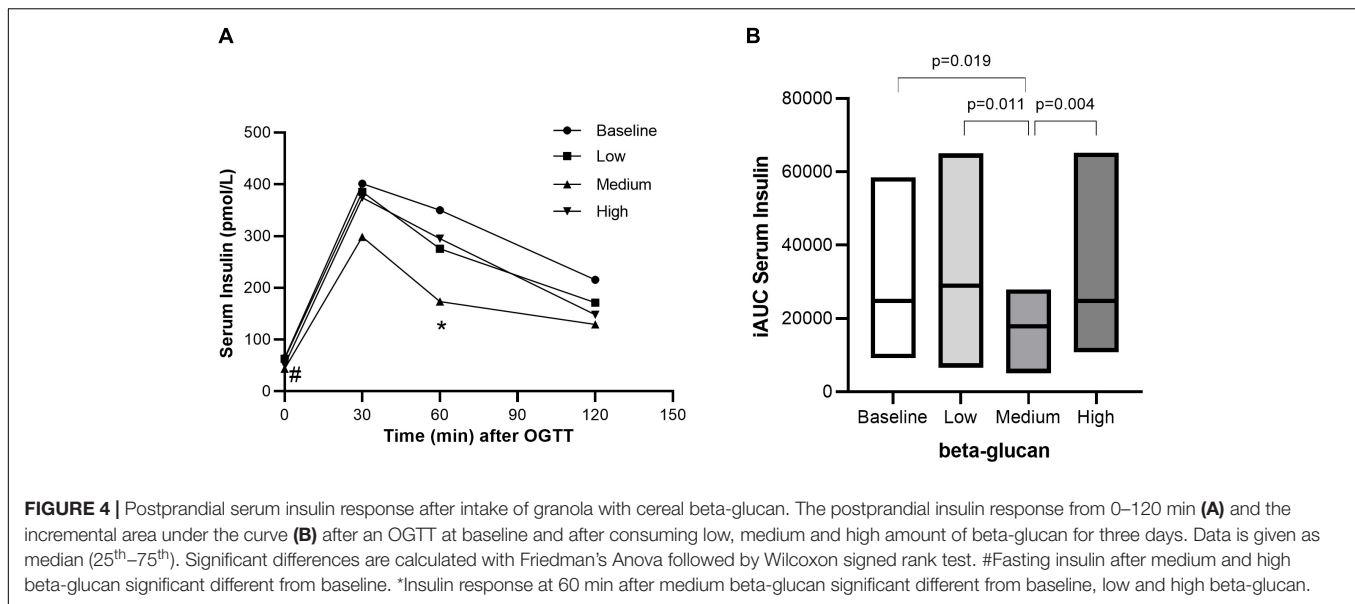 A
500
400
300
200
100
0
Serum Insulin (pmol/L)
0 30 60 90 120 150
Time (min) after OGTT
Baseline
Low
Medium
High
#
*
B
p=0.019
p=0.011 p=0.004
80000
60000
40000
20000
0
iAUC Serum Insulin
Baseline Low Medium High
beta-glucan
FIGURE 4 | Postprandial serum insulin response after intake of granola with cereal beta-glucan. The postprandial insulin response from 0–120 min (A) and the
incremental area under the curve (B) after an OGTT at baseline and after consuming low, medium and high amount of beta-glucan for three days. Data is given as
median (25th–75th). Significant differences are calculated with Friedman's Anova followed by Wilcoxon signed rank test. #Fasting insulin after medium and high
beta-glucan significant different from baseline. *Insulin response at 60 min after medium beta-glucan significant different from baseline, low and high beta-glucan.